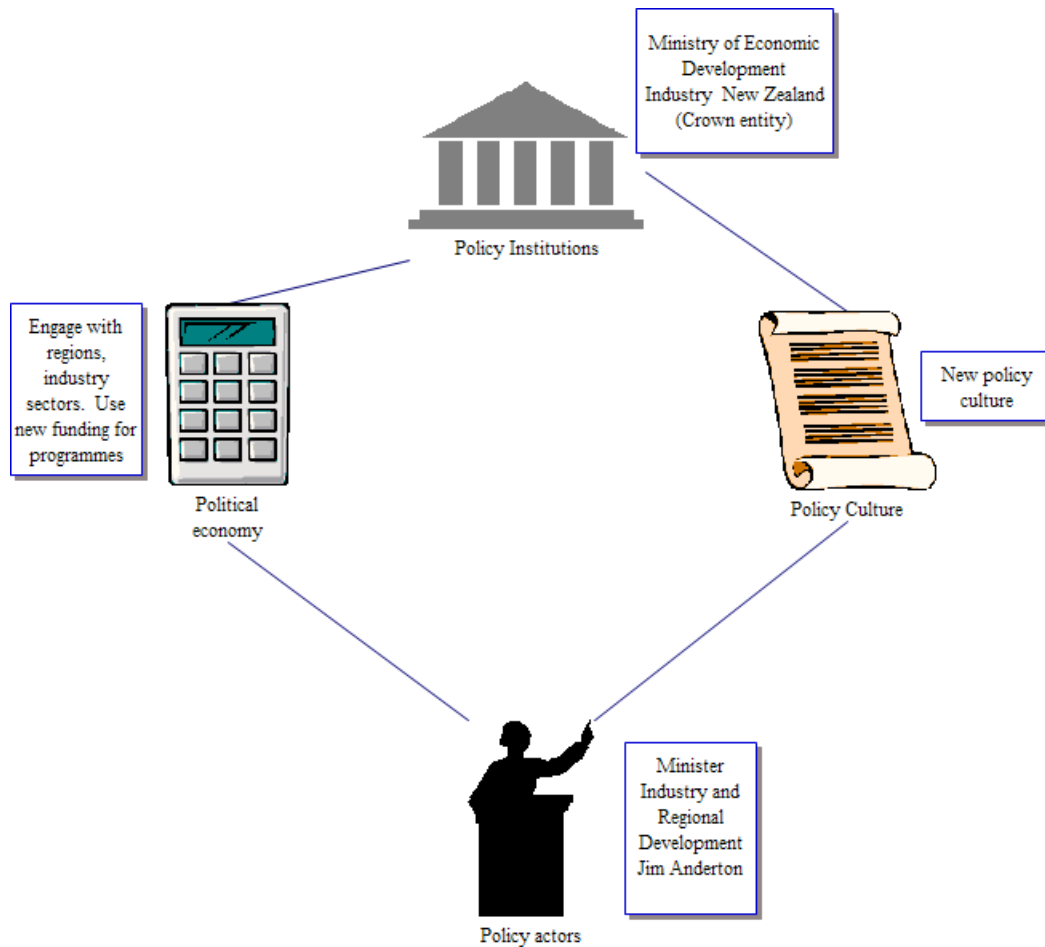 Ministry of Economic
Development
Industry New Zealand
(Crown entity)
Policy Institutions
Engage with
regions,
industry
sectors. Use
new funding for
programmes
New policy
culture
Political
economy
Policy Culture
Minister
Industry and
Regional
Development
Jim Anderton
Policy actors